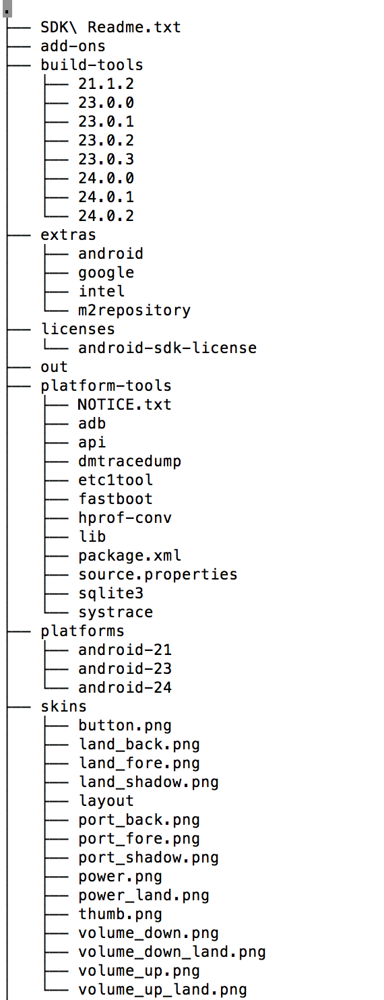 .
├── SDK\ Readme.txt
├── add-ons
├── build-tools
│   ├── 21.1.2
│   ├── 23.0.0
│   ├── 23.0.1
│   ├── 23.0.2
│   ├── 23.0.3
│   ├── 24.0.0
│   ├── 24.0.1
│   └── 24.0.2
├── extras
│   ├── android
│   ├── google
│   ├── intel
│   └── m2repository
├── licenses
│   └── android-sdk-license
├── out
├── platform-tools
│   ├── NOTICE.txt
│   ├── adb
│   ├── api
│   ├── dmtracedump
│   ├── etc1tool
│   ├── fastboot
│   ├── hprof-conv
│   ├── lib
│   ├── package.xml
│   ├── source.properties
│   ├── sqlite3
│   └── systrace
├── platforms
│   ├── android-21
│   ├── android-23
│   └── android-24
├── skins
│   ├── button.png
│   ├── land_back.png
│   ├── land_fore.png
│   ├── land_shadow.png
│   ├── layout
│   ├── port_back.png
│   ├── port_fore.png
│   ├── port_shadow.png
│   ├── power.png
│   ├── power_land.png
│   ├── thumb.png
│   ├── volume_down.png
│   ├── volume_down_land.png
│   ├── volume_up.png
│   └── volume_up_land.png